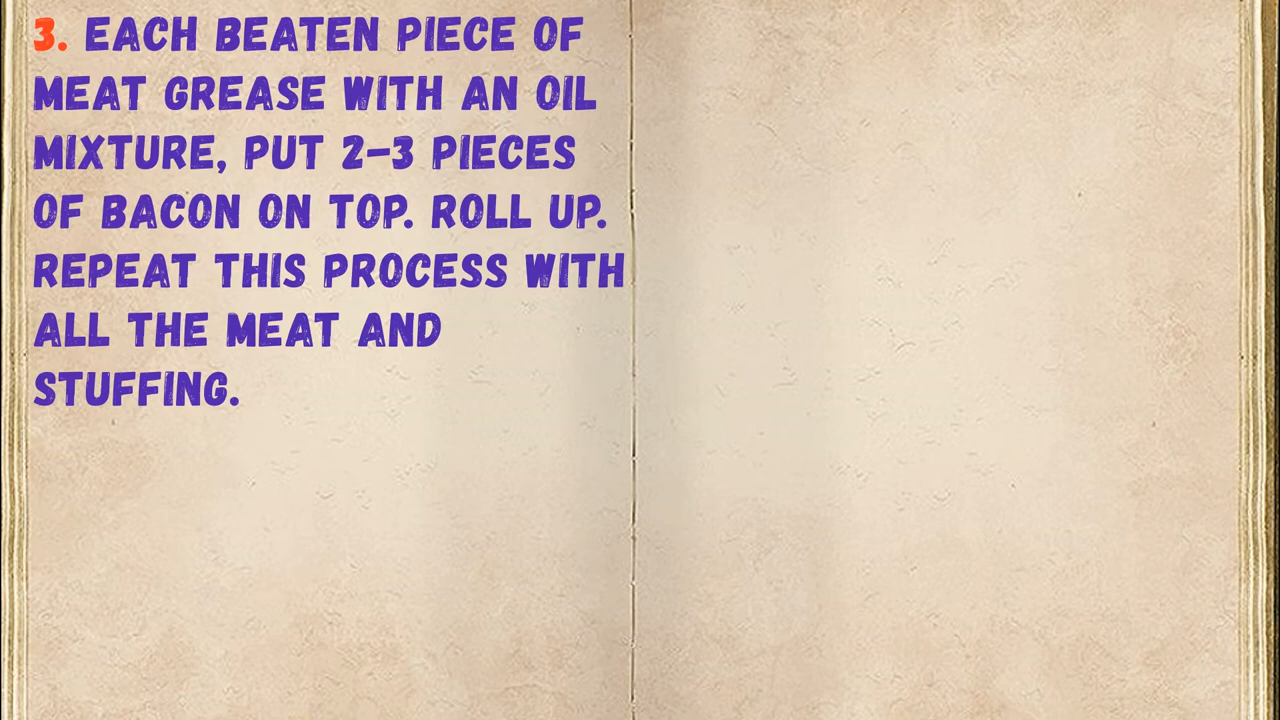 3. EACH BEATEN PIECE OF
MEAT GREASE WITH AN OIL
MIXTURE, PUT 2-3 PIECES
OF BACON ON TOP. ROLL UP.
REPEAT THIS PROCESS WITH
ALL THE MEAT AND
STUFFING.